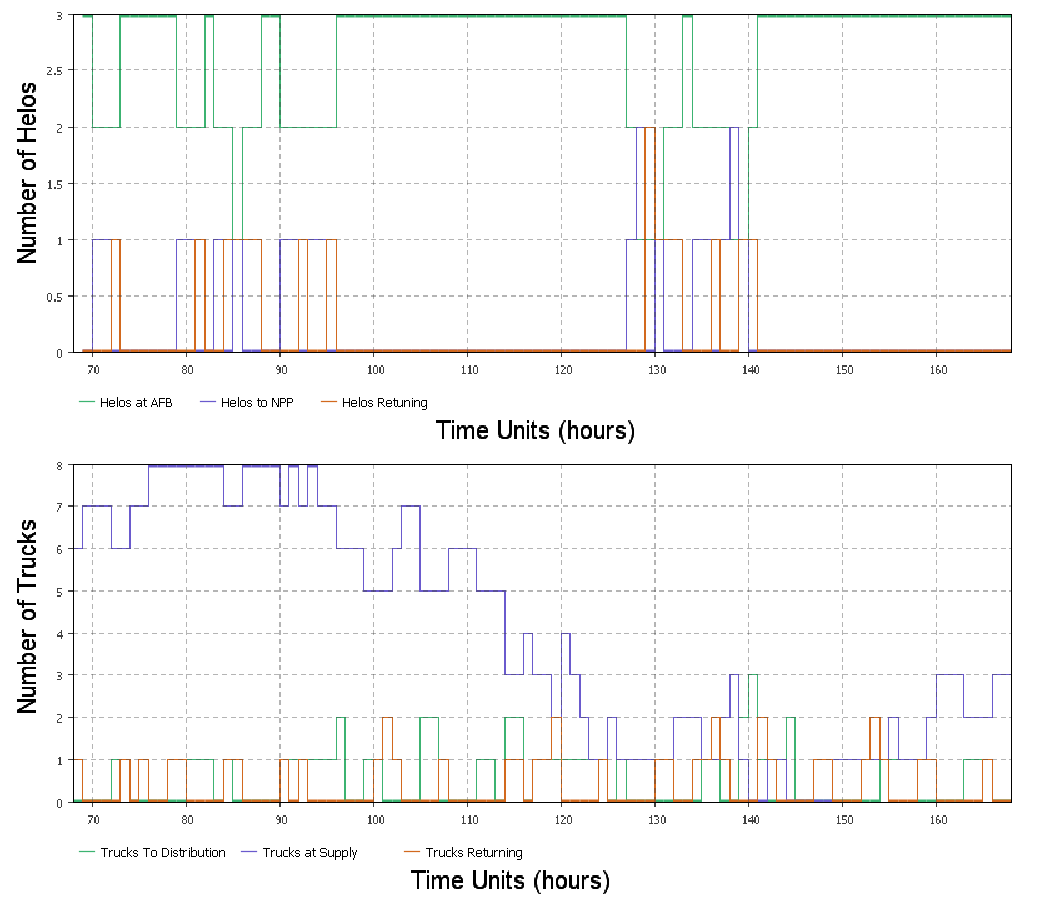 Number of Helos
3
2.5
2
1.5
1
0.5
0
70 80 90 100 110 120 130 140 150 160
Helos at AFB Helos to NPP Helos Retuning
Time Units (hours)
Number of Trucks
8
7
6
5
4
3
2
1
0
70 80 90 100 110 120 130 140 150 160
Trucks To Distribution Trucks at Supply Trucks Returning
Time Units (hours)